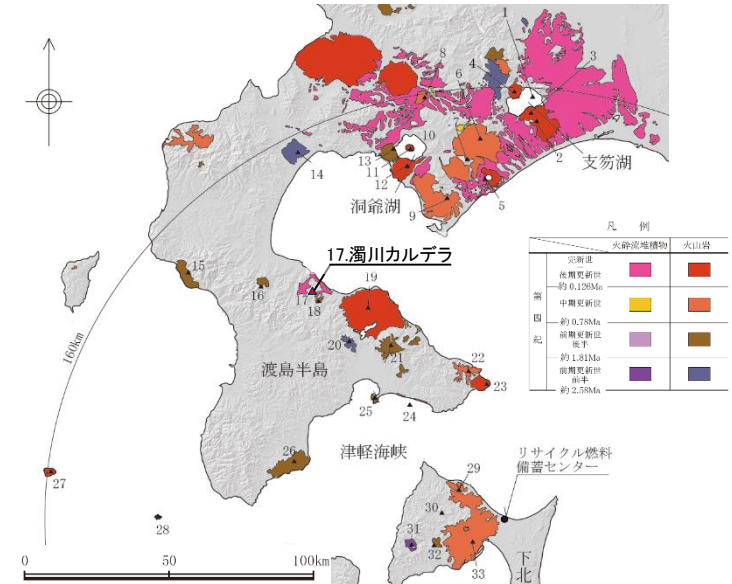 1
8
3
4
6
7
10
13
11
12
14
2
支笏湖
5
洞爺湖
9
凡 例
火砕流堆積物 火山岩
完新世
後期更新世
約 0.126Ma
第四紀
中期更新世
約 0.78Ma
前期更新世
後半
約 1.81Ma
前期更新世
前半
約 2.58Ma
17.濁川カルデラ
15
16
17
18
19
20
21
渡島半島
160km
22
23
24
25
津軽海峡
26
27
28
リサイクル燃料
備蓄センター
29
30
31
32
33
下北
0 50 100km